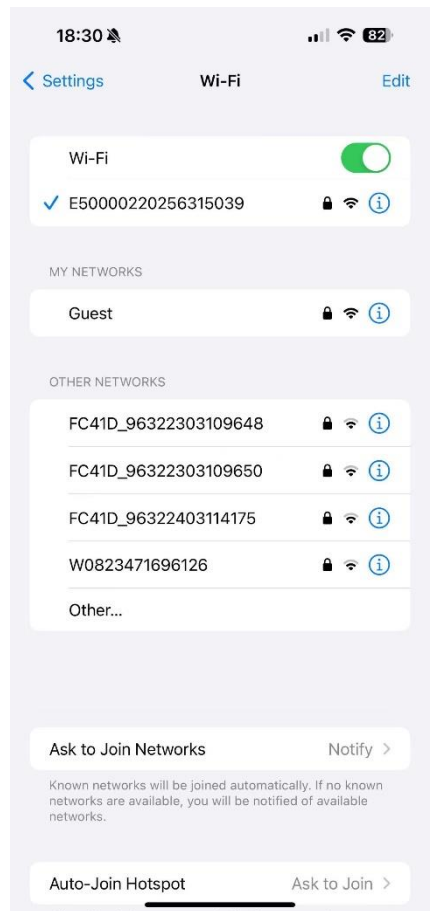 18:30
82
Settings
Wi-Fi
Edit
Wi-Fi
E50000220256315039
MY NETWORKS
Guest
OTHER NETWORKS
FC41D_96322303109648
FC41D_96322303109650
FC41D_96322403114175
W0823471696126
Other...
Ask to Join Networks
Notify
Known networks will be joined automatically. If no known
networks are available, you will be notified of available
networks.
Auto-Join Hotspot
Ask to Join